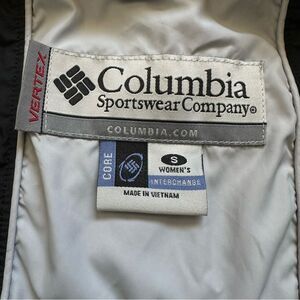 VERTEX
Columbia
Sportswear Company®
COLUMBIA.COM
CORE
S
WOMEN'S
INTERCHANGE
MADE IN VIETNAM